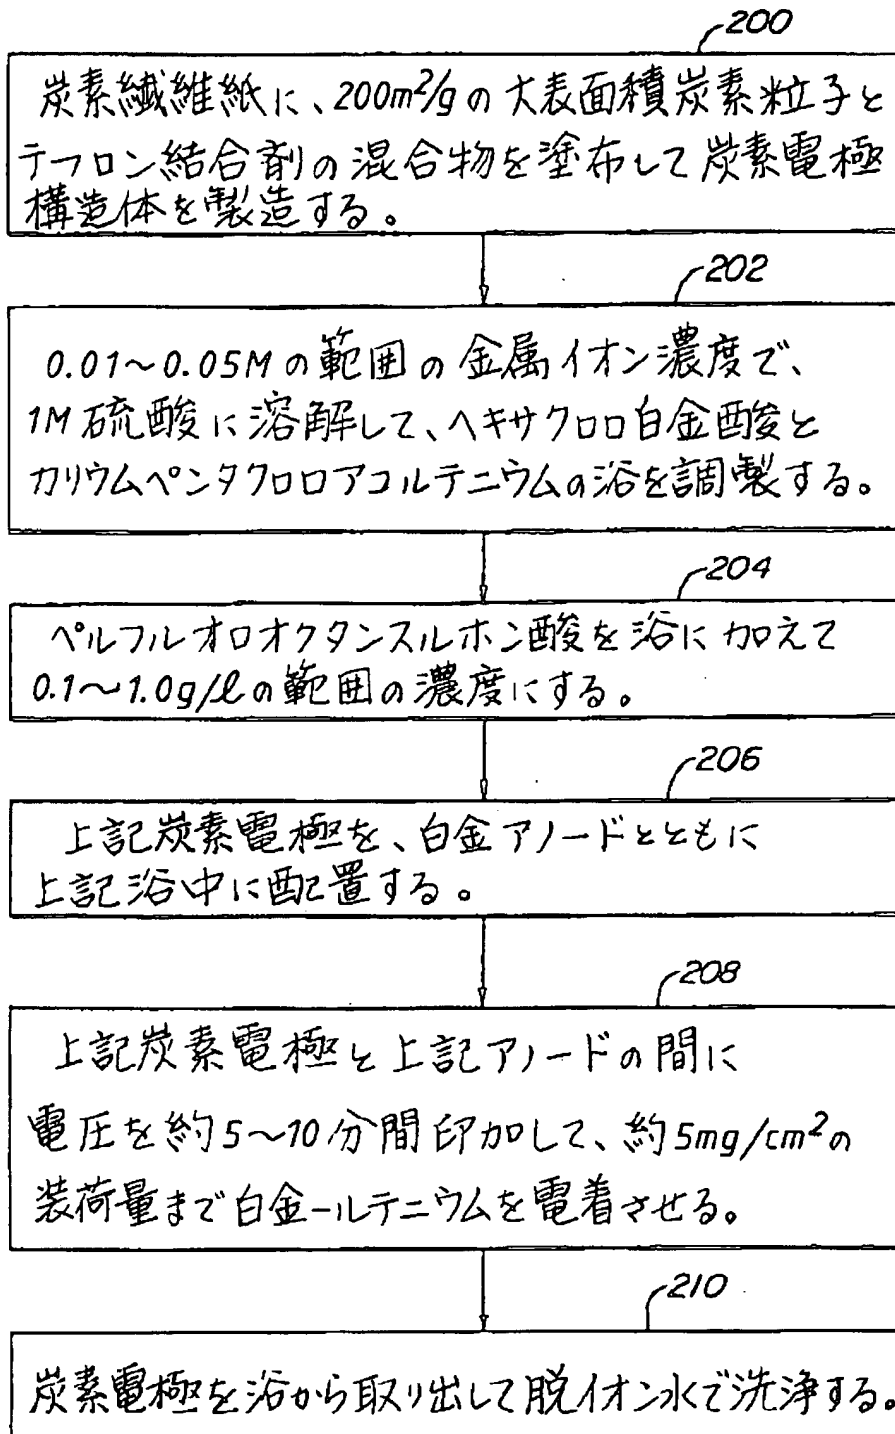 200
炭素繊維紙に、200m²/gの大表面積炭素粒子と
テフロン結合剤の混合物を塗布して炭素電極
構造体を製造する。
202
0.01~0.05Mの範囲の金属イオン濃度で、
1M硫酸に溶解して、ヘキサクロロ白金酸と
カリウムペンタクロロアコルテニウムの浴を調製する。
204
ペルフルオロオクタンスルホン酸を浴に加えて
0.1~1.0g/ℓの範囲の濃度にする。
206
上記炭素電極を、白金アノードとともに
上記浴中に配置する。
208
上記炭素電極と上記アノードの間に
電圧を約5~10分間印加して、約5mg/cm²の
装荷量まで白金-ルテニウムを電着させる。
210
炭素電極を浴から取り出して脱イオン水で洗浄する。